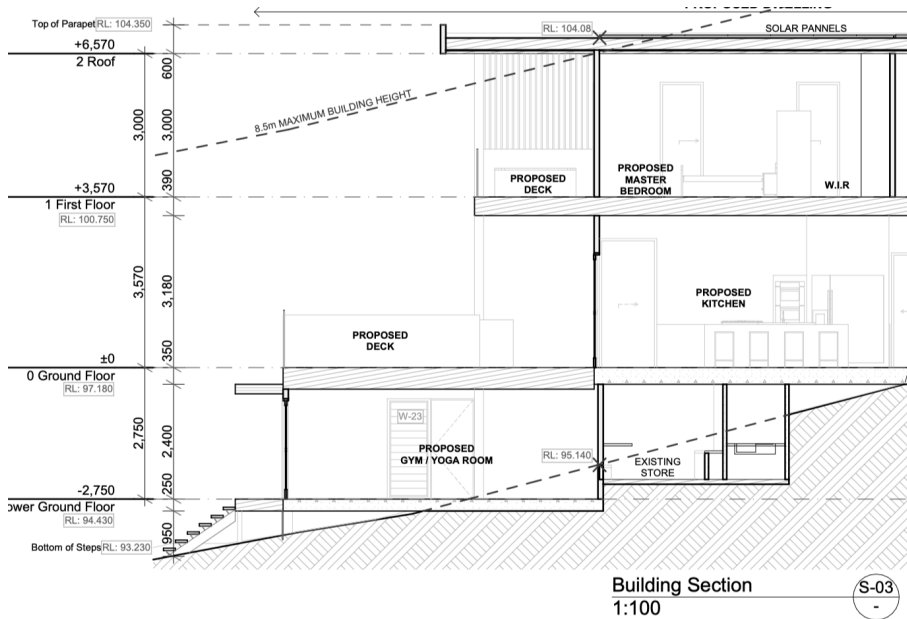 Top of Parapet RL: 104.350
+6,570
2 Roof
3,000
600
3,000
390
8.5m MAXIMUM BUILDING HEIGHT
RL: 104.08
SOLAR PANNELS
PROPOSED
DECK
PROPOSED
MASTER
BEDROOM
W.I.R
+3,570
1 First Floor
RL: 100.750
3,570
3,180
350
PROPOSED
DECK
PROPOSED
KITCHEN
±0
0 Ground Floor
RL: 97.180
2,750
2,400
250
W-23
PROPOSED
GYM / YOGA ROOM
RL: 95.140
EXISTING
STORE
-2,750
ower Ground Floor
RL: 94.430
950
Bottom of Steps RL: 93.230
Building Section
1:100
S-03
-